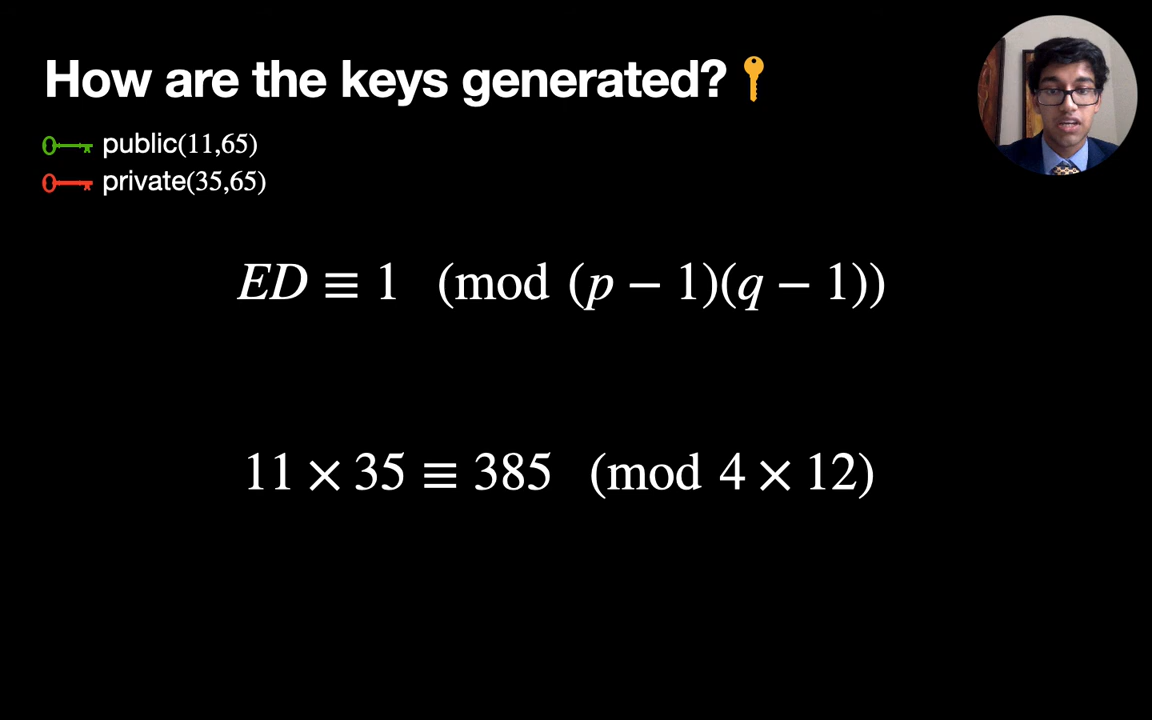 How are the keys generated?
public(11,65)
private(35,65)
ED ≡ 1 (mod (p − 1)(q − 1))
11 × 35 ≡ 385 (mod 4 × 12)